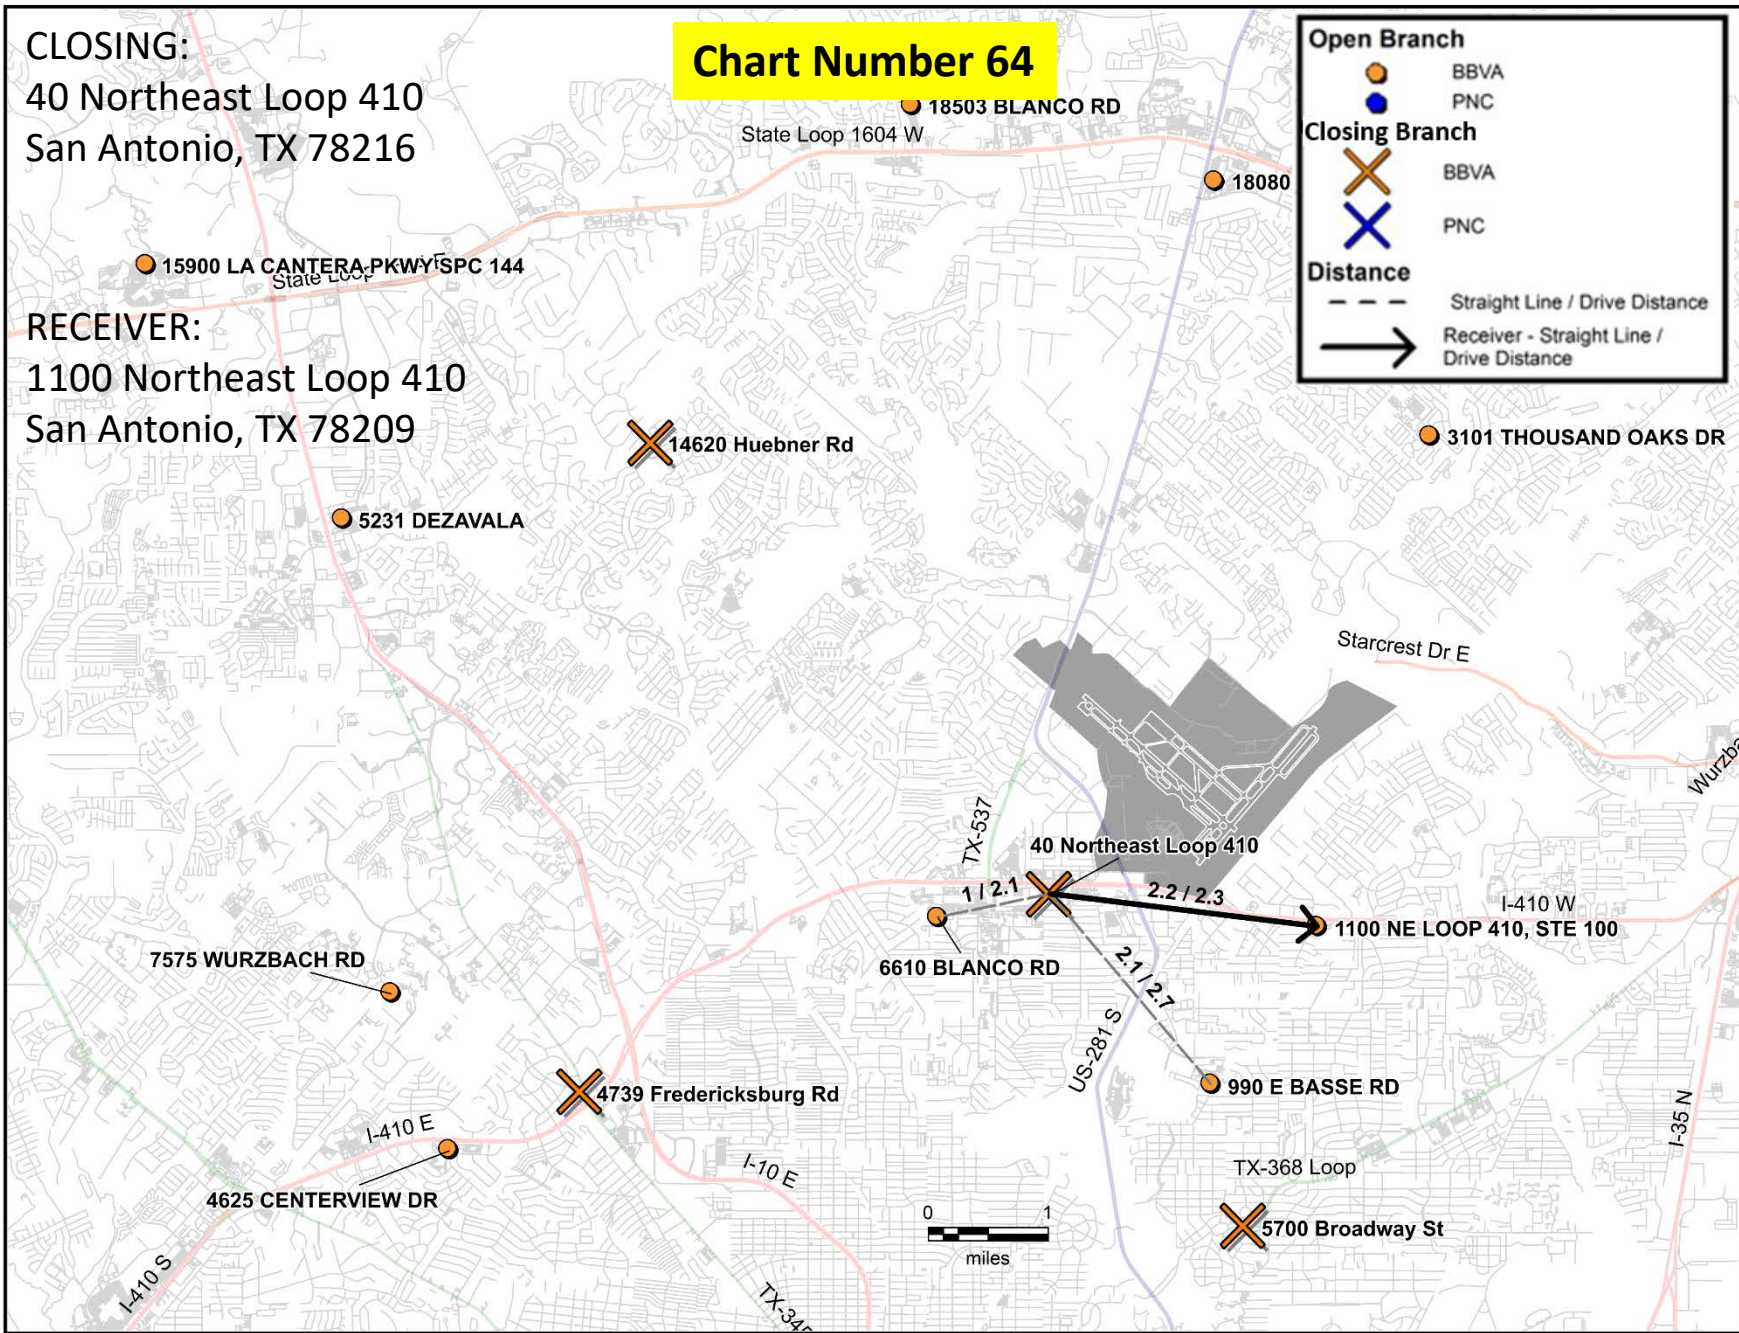 CLOSING:
40 Northeast Loop 410
San Antonio, TX 78216
Chart Number 64
Open Branch
BBVA
PNC
Closing Branch
BBVA
PNC
Distance
Straight Line / Drive Distance
Receiver - Straight Line /
Drive Distance
18503 BLANCO RD
State Loop 1604 W
18080
15900 LA CANTERA PKWY SPC 144
State Loop
E
RECEIVER:
1100 Northeast Loop 410
San Antonio, TX 78209
14620 Huebner Rd
3101 THOUSAND OAKS DR
5231 DEZAVALA
Starcrest Dr E
TX-537
40 Northeast Loop 410
1 / 2.1
2.2 / 2.3
I-410 W
1100 NE LOOP 410, STE 100
7575 WURZBACH RD
6610 BLANCO RD
2.1 / 2.7
US-281 S
990 E BASSE RD
4739 Fredericksburg Rd
I-410 E
I-10 E
I-35 N
TX-368 Loop
4625 CENTERVIEW DR
0 1
miles
5700 Broadway St
I-410 S